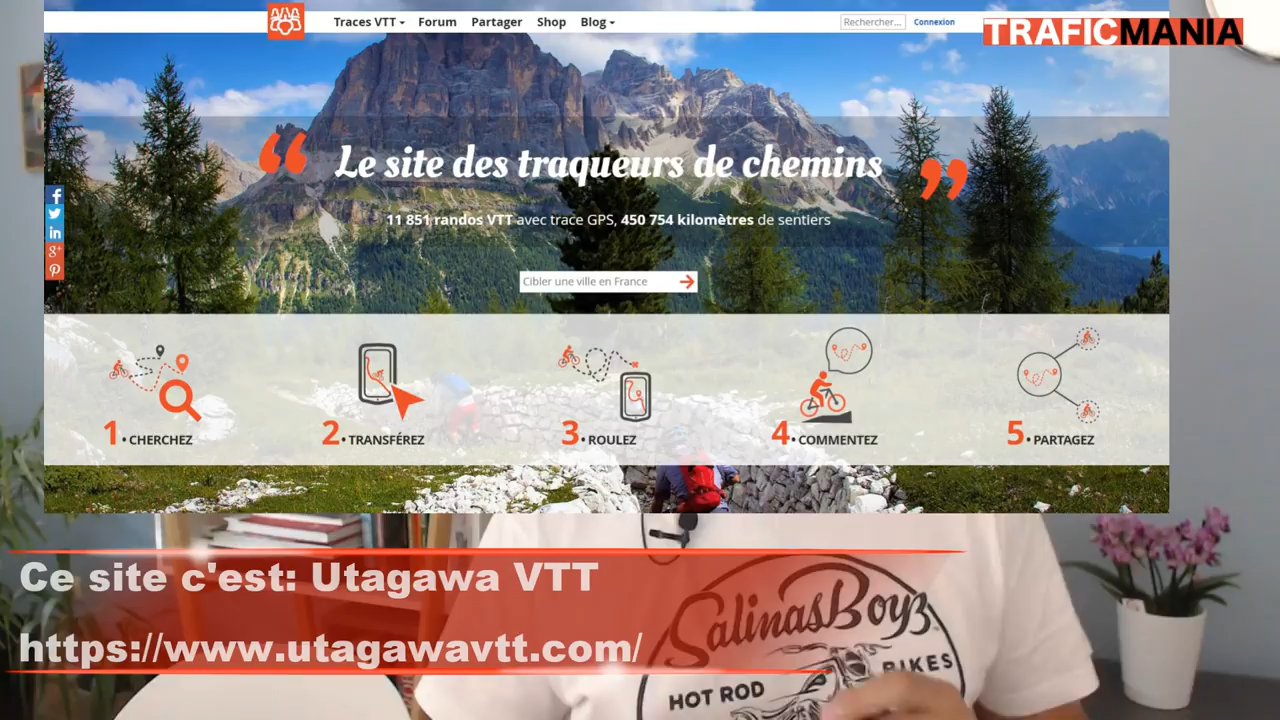 Traces VTT Forum Partager Shop Blog
Rechercher... Connexion
TRAFICMANIA
“ Le site des traqueurs de chemins ”
11 851 randos VTT avec trace GPS, 450 754 kilomètres de sentiers
Cibler une ville en France
1 • CHERCHEZ
2 • TRANSFÉREZ
3 • ROULEZ
4 • COMMENTEZ
5 • PARTAGEZ
Ce site c'est: Utagawa VTT
https://www.utagawavtt.com/
SalinasBoyz
HOT ROD
BIKES